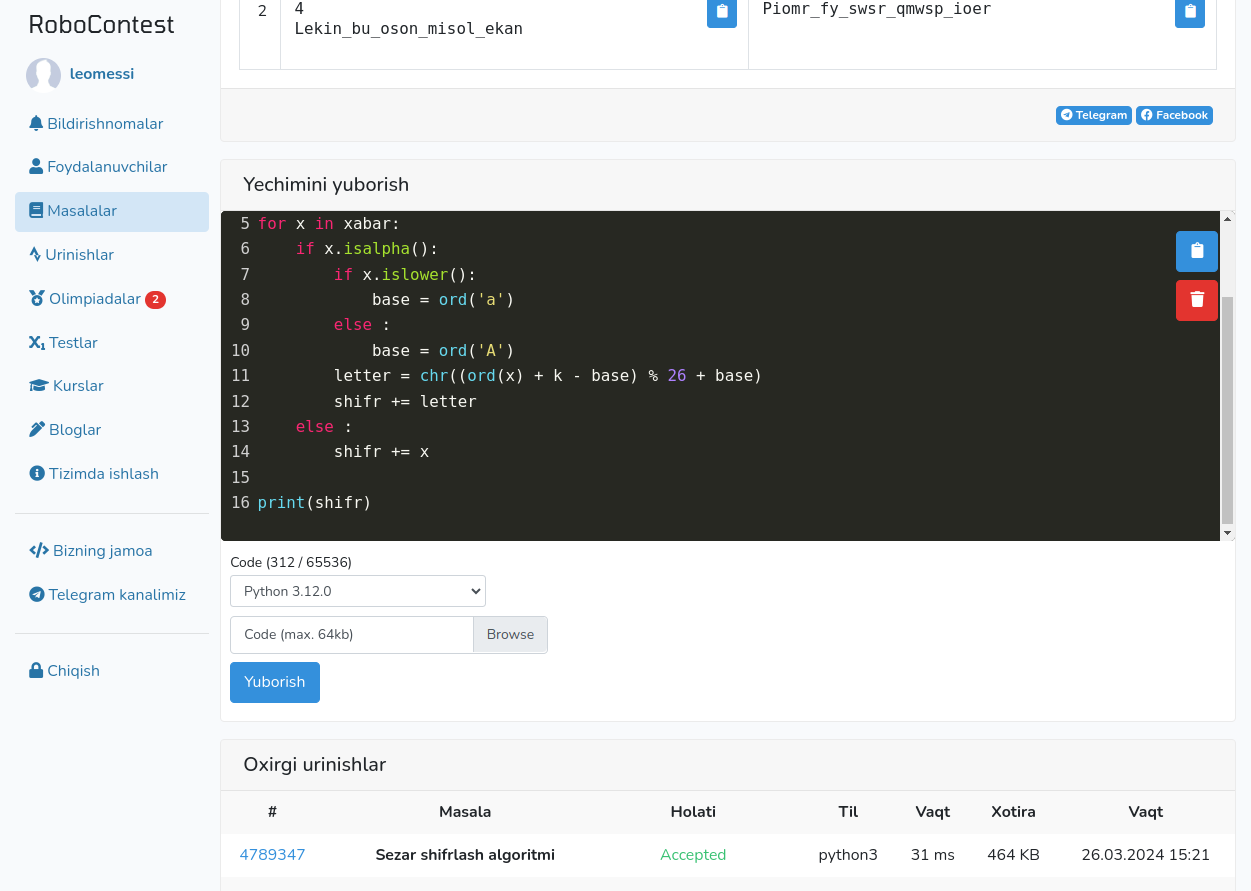 RoboContest
leomessi
Bildirishnomalar
Foydalanuvchilar
Masalalar
Urinishlar
Olimpiadalar 2
Testlar
Kurslar
Bloglar
Tizimda ishlash
Bizning jamoa
Telegram kanalimiz
Chiqish
2
4
Lekin_bu_oson_misol_ekan
Piomr_fy_swsr_qmwsp_ioer
Telegram Facebook
Yechimini yuborish
5 for x in xabar:
6     if x.isalpha():
7         if x.islower():
8             base = ord('a')
9         else :
10             base = ord('A')
11         letter = chr((ord(x) + k - base) % 26 + base)
12         shifr += letter
13     else :
14         shifr += x
15
16 print(shifr)
Code (312 / 65536)
Python 3.12.0
Code (max. 64kb) Browse
Yuborish
Oxirgi urinishlar
# Masala Holati Til Vaqt Xotira Vaqt
4789347 Sezar shifrlash algoritmi Accepted python3 31 ms 464 KB 26.03.2024 15:21